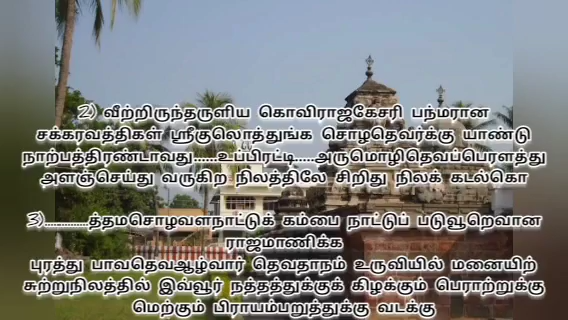 2) வீற்றிருந்தருளிய கொவிராஜகேசரி பன்மரான
சக்கரவத்திகள் ஸ்ரீகுலொத்துங்க சொழதெவர்க்கு யாண்டு
நாற்பத்திரண்டாவது......உப்பிரட்டி.....அருமொழிதெவப்பெரளத்து
அளஞ்செய்து வருகிற நிலத்திலே சிறிது நிலக் கடல்கொ
3)...............த்தமசொழவளநாட்டுக் கம்பை நாட்டுப் படுவூறெவான
ராஜமாணிக்க
புரத்து பாவதெவஆழ்வார் தெவதாநம் உருவியில் மனையிற்
சுற்றுநிலத்தில் இவ்வூர் நத்தத்துக்குக் கிழக்கும் பெராற்றுக்கு
மெற்கும் பிராயம்பறுத்துக்கு வடக்கு